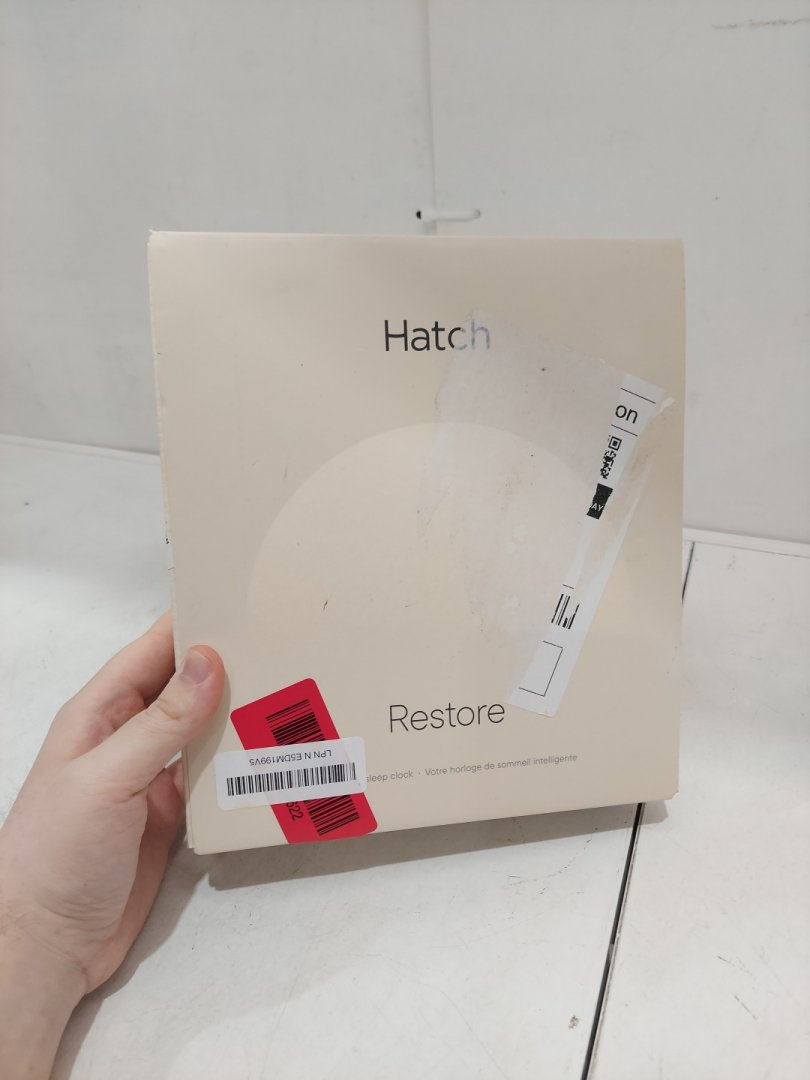 Hatch
on
Restore
sleep clock · Votre horloge de sommeil intelligente
LPN N E5DM199V5